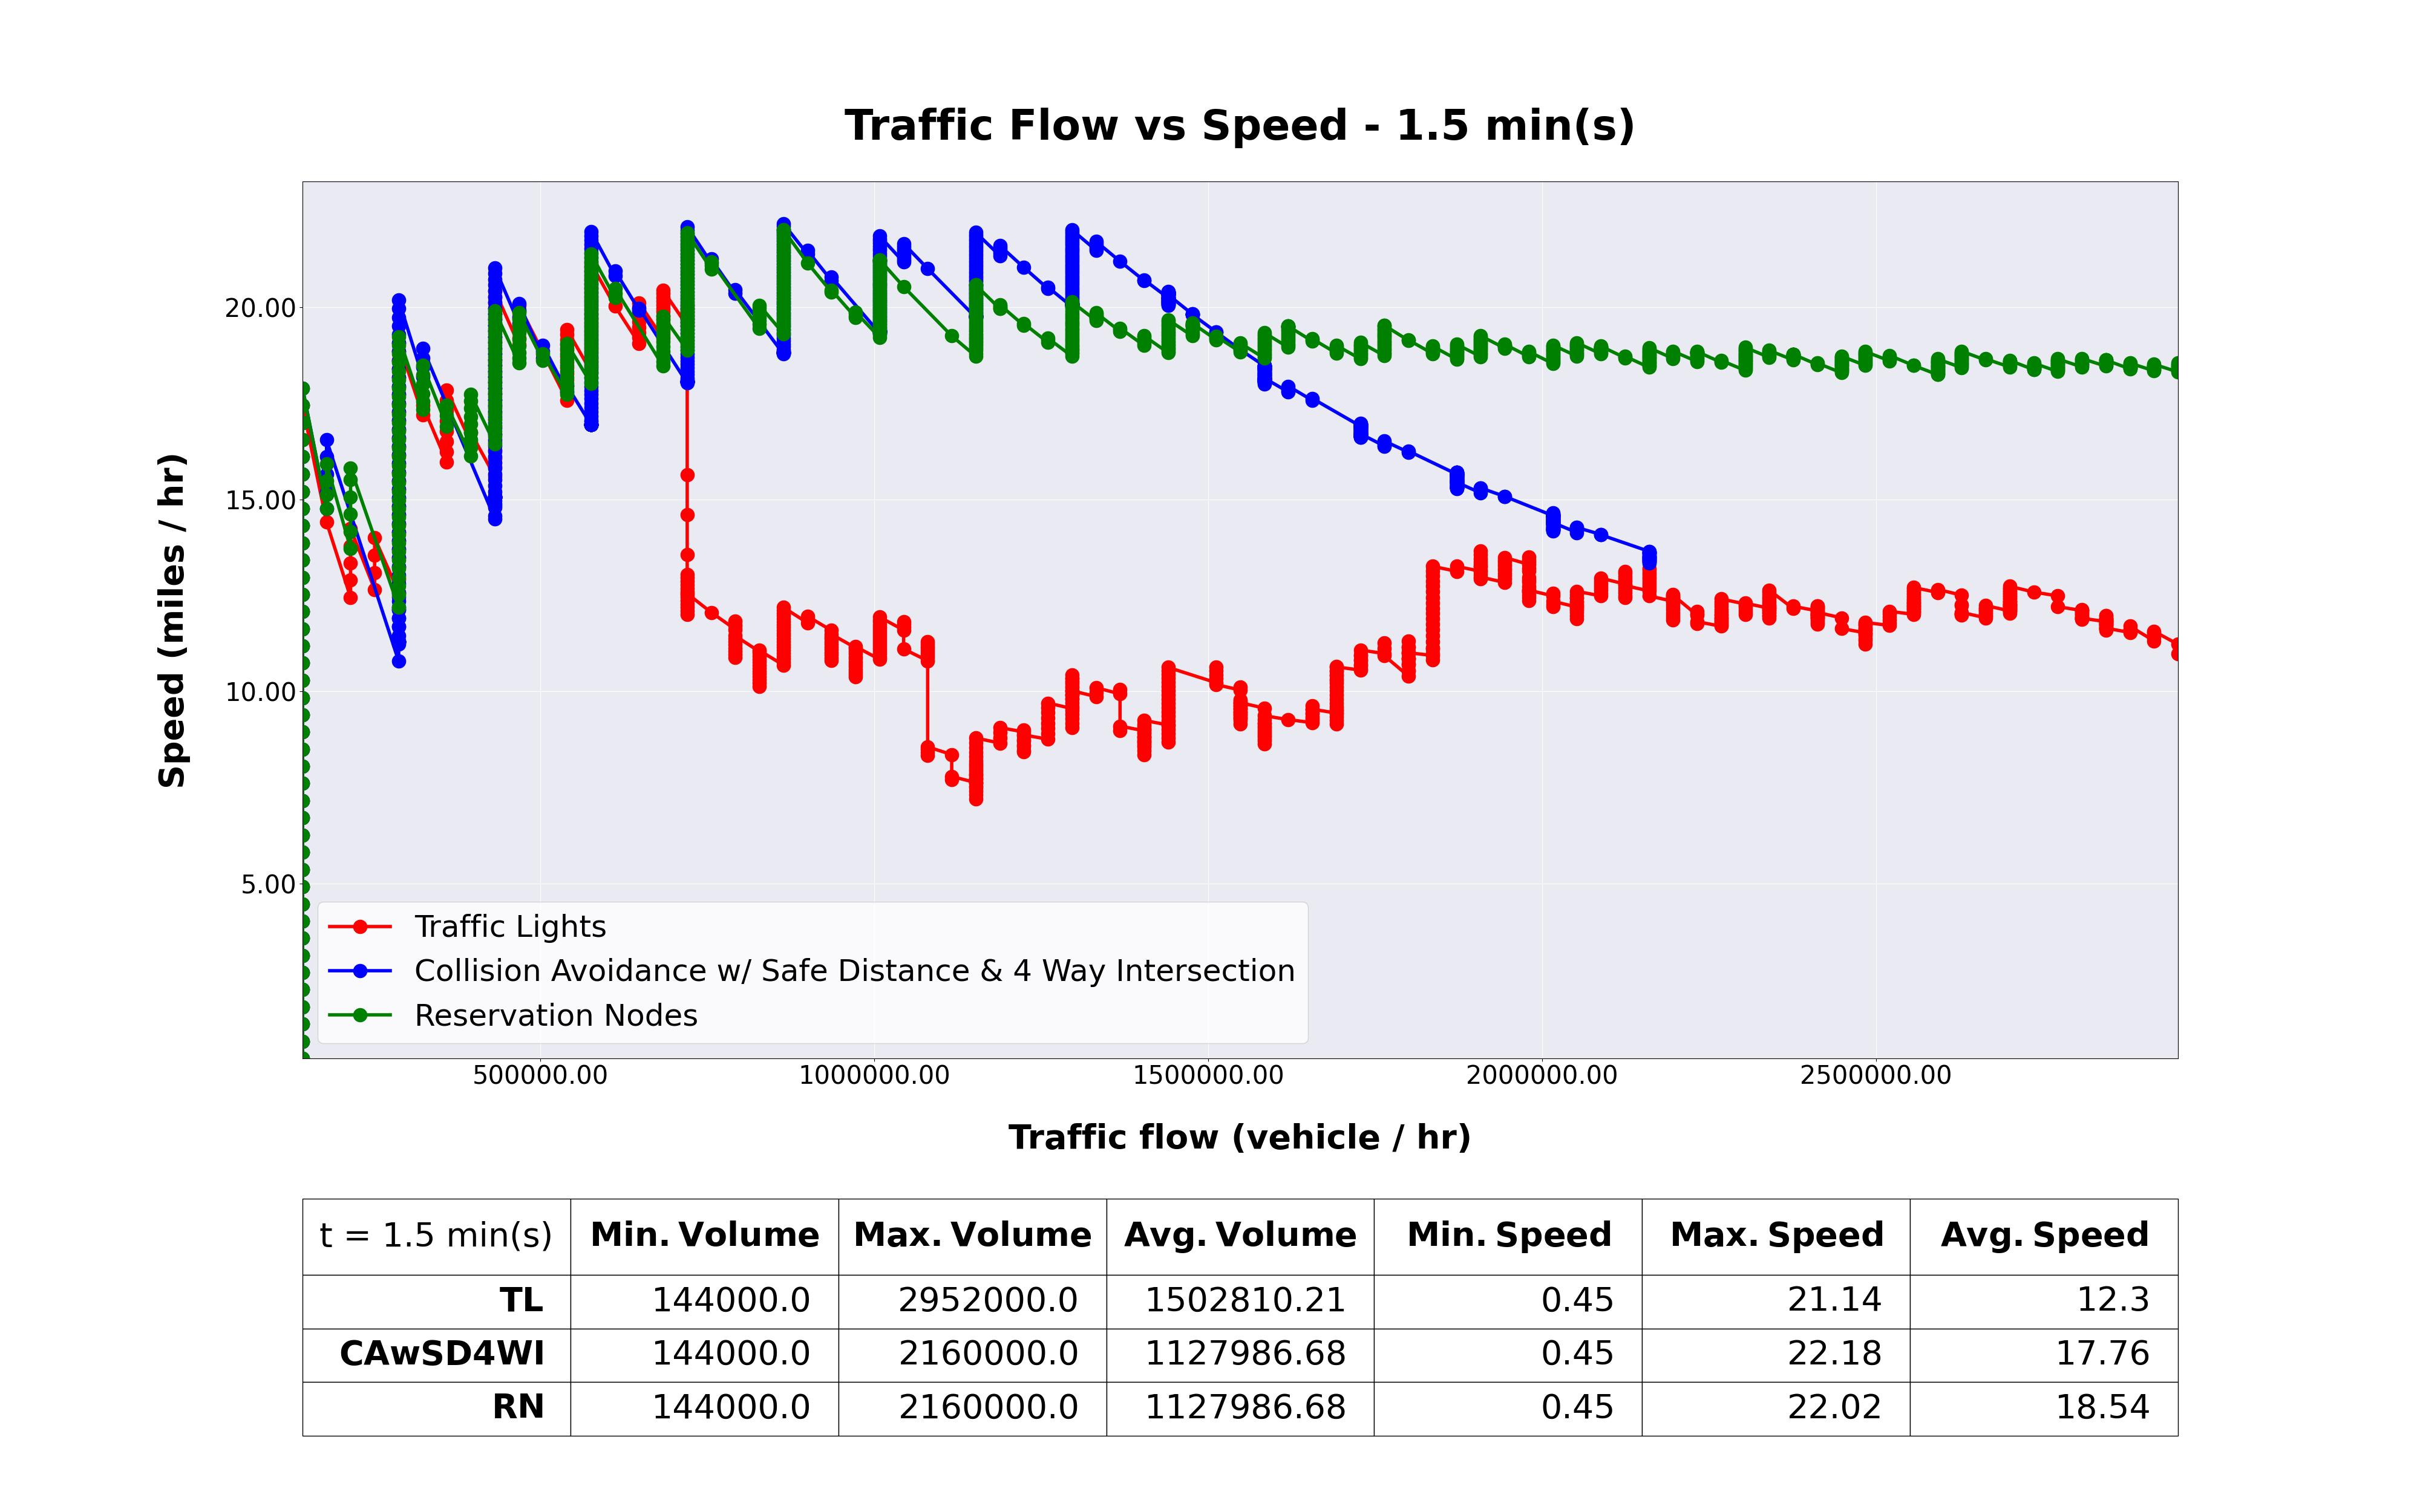 Traffic Flow vs Speed - 1.5 min(s)
20.00
15.00
10.00
5.00
Speed (miles / hr)
Traffic Lights
Collision Avoidance w/ Safe Distance & 4 Way Intersection
Reservation Nodes
500000.00 1000000.00 1500000.00 2000000.00 2500000.00
Traffic flow (vehicle / hr)
t = 1.5 min(s) Min. Volume Max. Volume Avg. Volume Min. Speed Max. Speed Avg. Speed
TL 144000.0 2952000.0 1502810.21 0.45 21.14 12.3
CAwSD4WI 144000.0 2160000.0 1127986.68 0.45 22.18 17.76
RN 144000.0 2160000.0 1127986.68 0.45 22.02 18.54